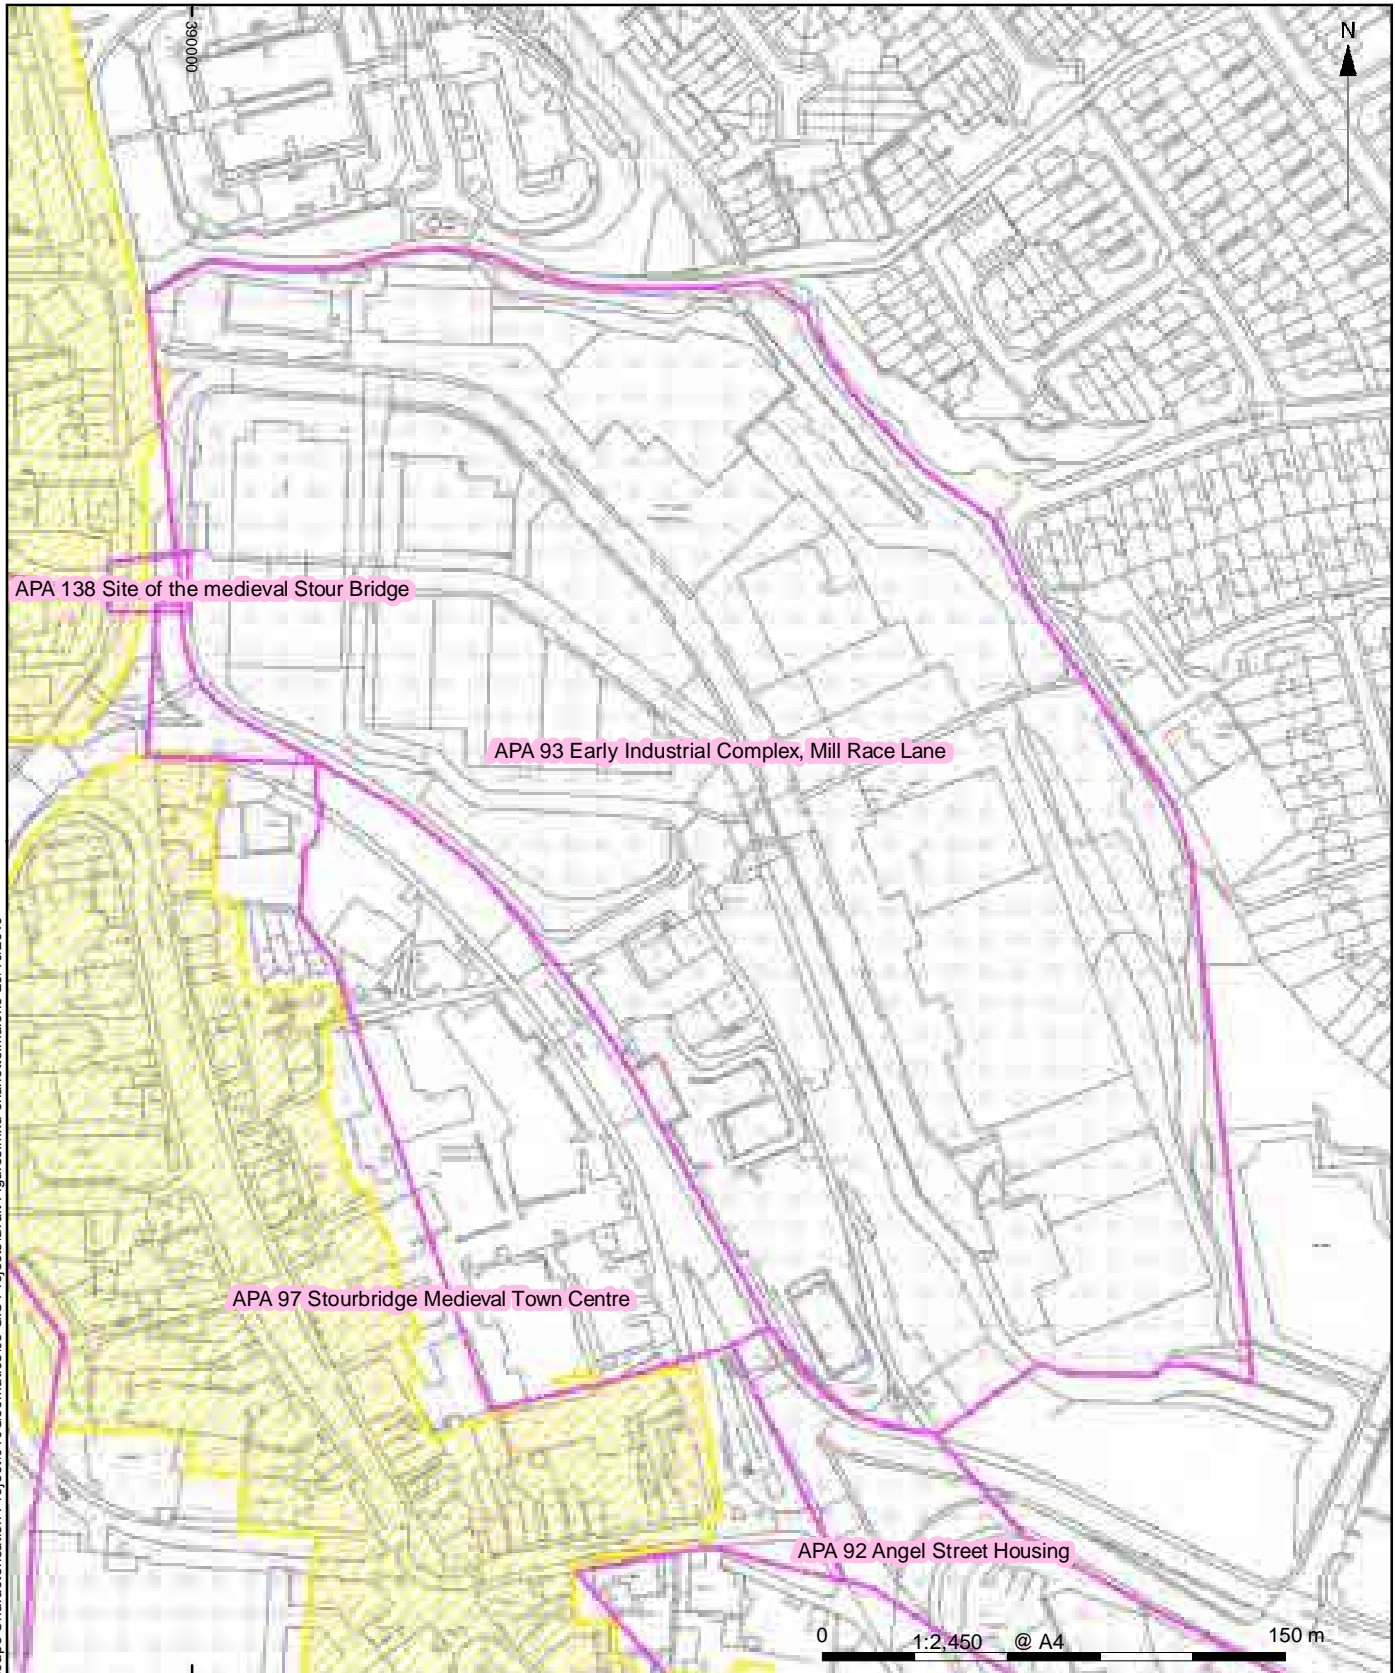 390000
N
APA 138 Site of the medieval Stour Bridge
APA 93 Early Industrial Complex, Mill Race Lane
APA 97 Stourbridge Medieval Town Centre
APA 92 Angel Street Housing
0 1:2,450 @ A4 150 m